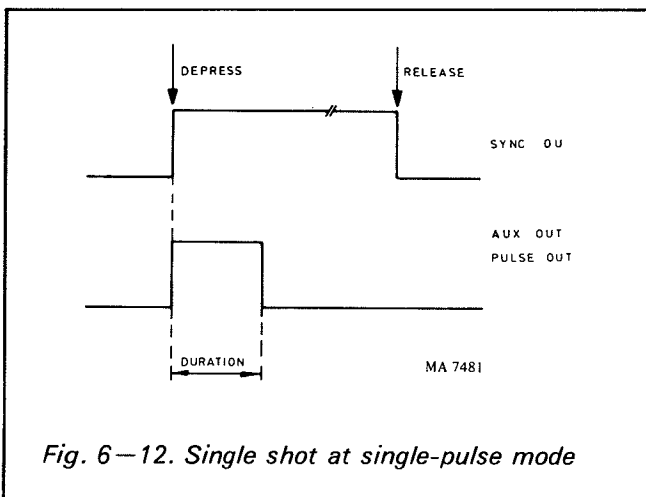 DEPRESS
RELEASE
SYNC OU
AUX OUT
PULSE OUT
DURATION
MA 7481
Fig. 6—12. Single shot at single-pulse mode